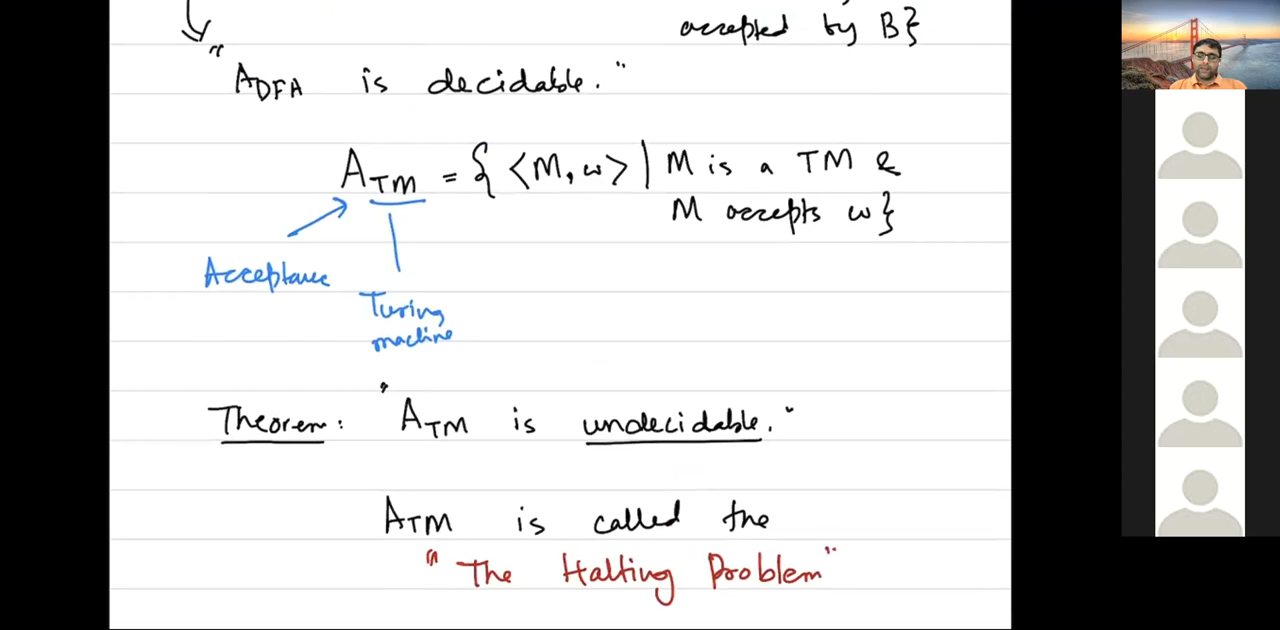 accepted by B}
"ADFA is decidable."
ATM = { <M, w> | M is a TM &
M accepts w}
Acceptance
Turing
machine
Theorem: "ATM is undecidable."
ATM is called the
"The Halting Problem"